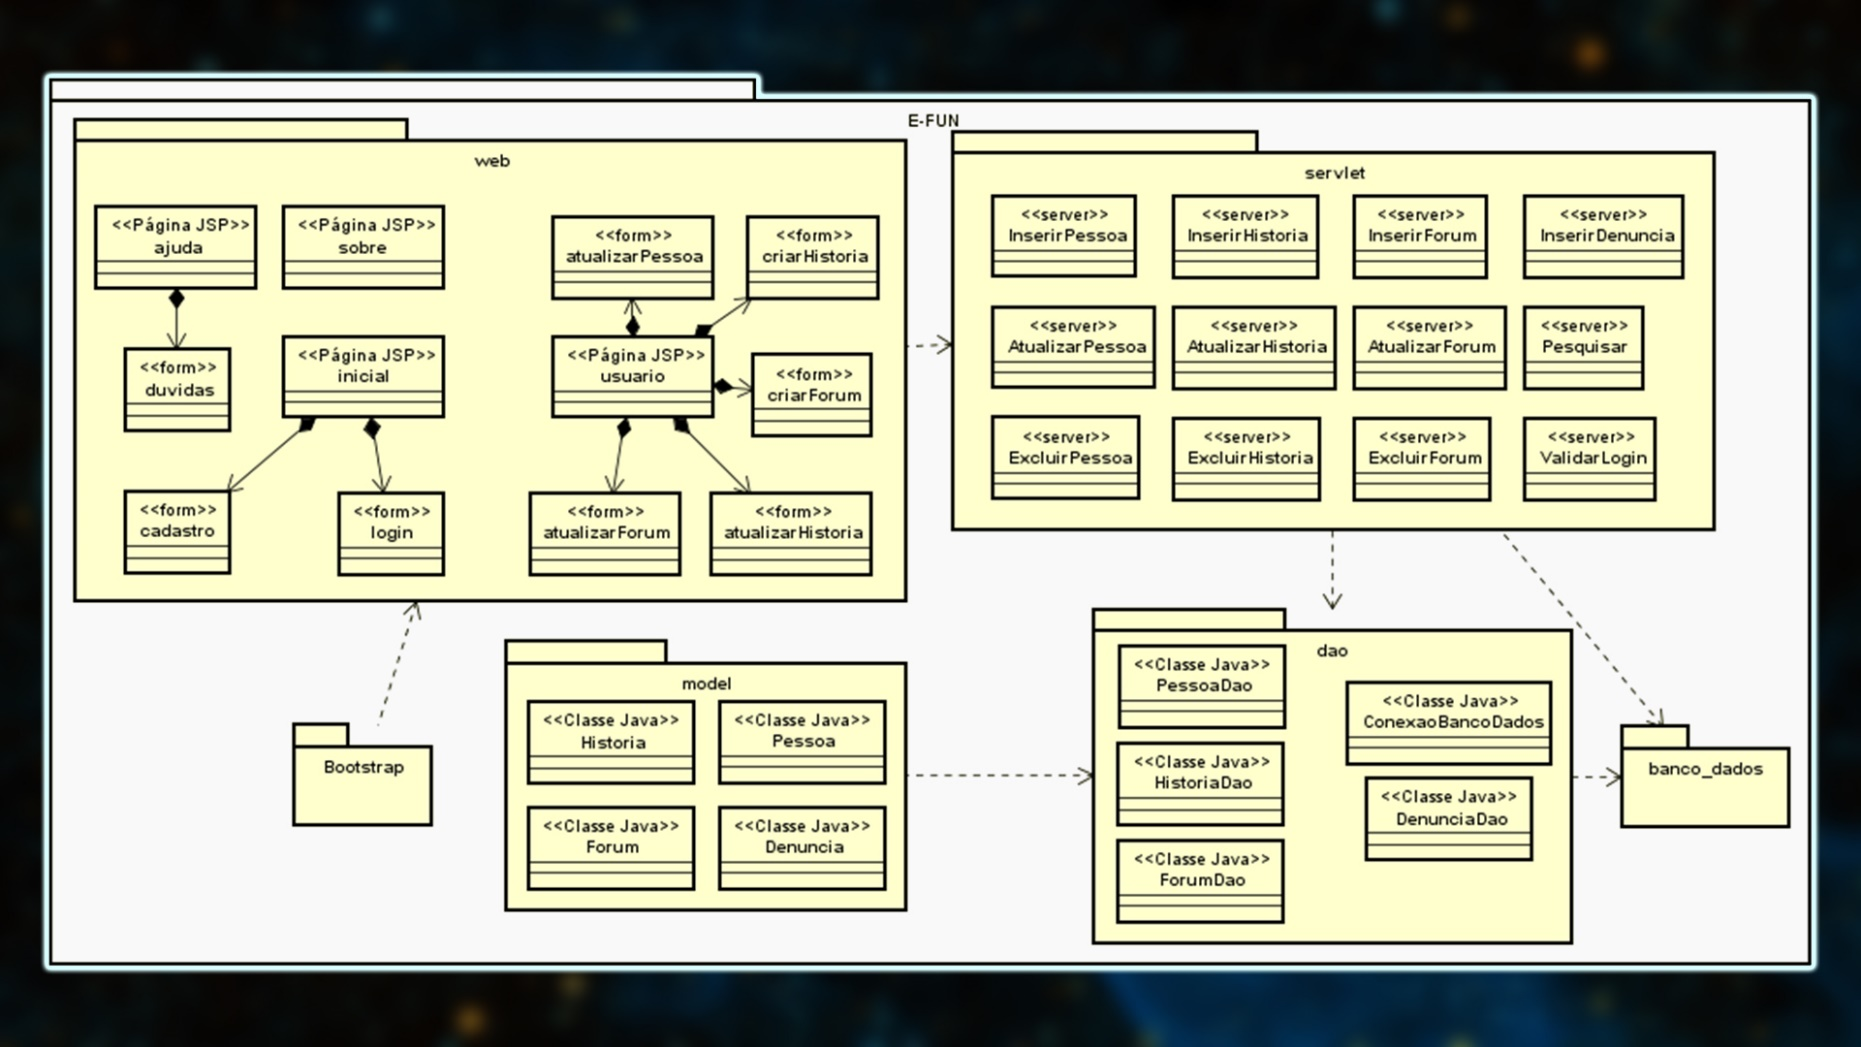 E-FUN
web
<<Página JSP>>
ajuda
<<Página JSP>>
sobre
<<form>>
atualizarPessoa
<<form>>
criarHistoria
<<form>>
duvidas
<<Página JSP>>
inicial
<<Página JSP>>
usuario
<<form>>
criarForum
<<form>>
cadastro
<<form>>
login
<<form>>
atualizarForum
<<form>>
atualizarHistoria
servlet
<<server>>
InserirPessoa
<<server>>
InserirHistoria
<<server>>
InserirForum
<<server>>
InserirDenuncia
<<server>>
AtualizarPessoa
<<server>>
AtualizarHistoria
<<server>>
AtualizarForum
<<server>>
Pesquisar
<<server>>
ExcluirPessoa
<<server>>
ExcluirHistoria
<<server>>
ExcluirForum
<<server>>
ValidarLogin
Bootstrap
model
<<Classe Java>>
Historia
<<Classe Java>>
Pessoa
<<Classe Java>>
Forum
<<Classe Java>>
Denuncia
dao
<<Classe Java>>
PessoaDao
<<Classe Java>>
ConexaoBancoDados
<<Classe Java>>
HistoriaDao
<<Classe Java>>
DenunciaDao
<<Classe Java>>
ForumDao
banco_dados